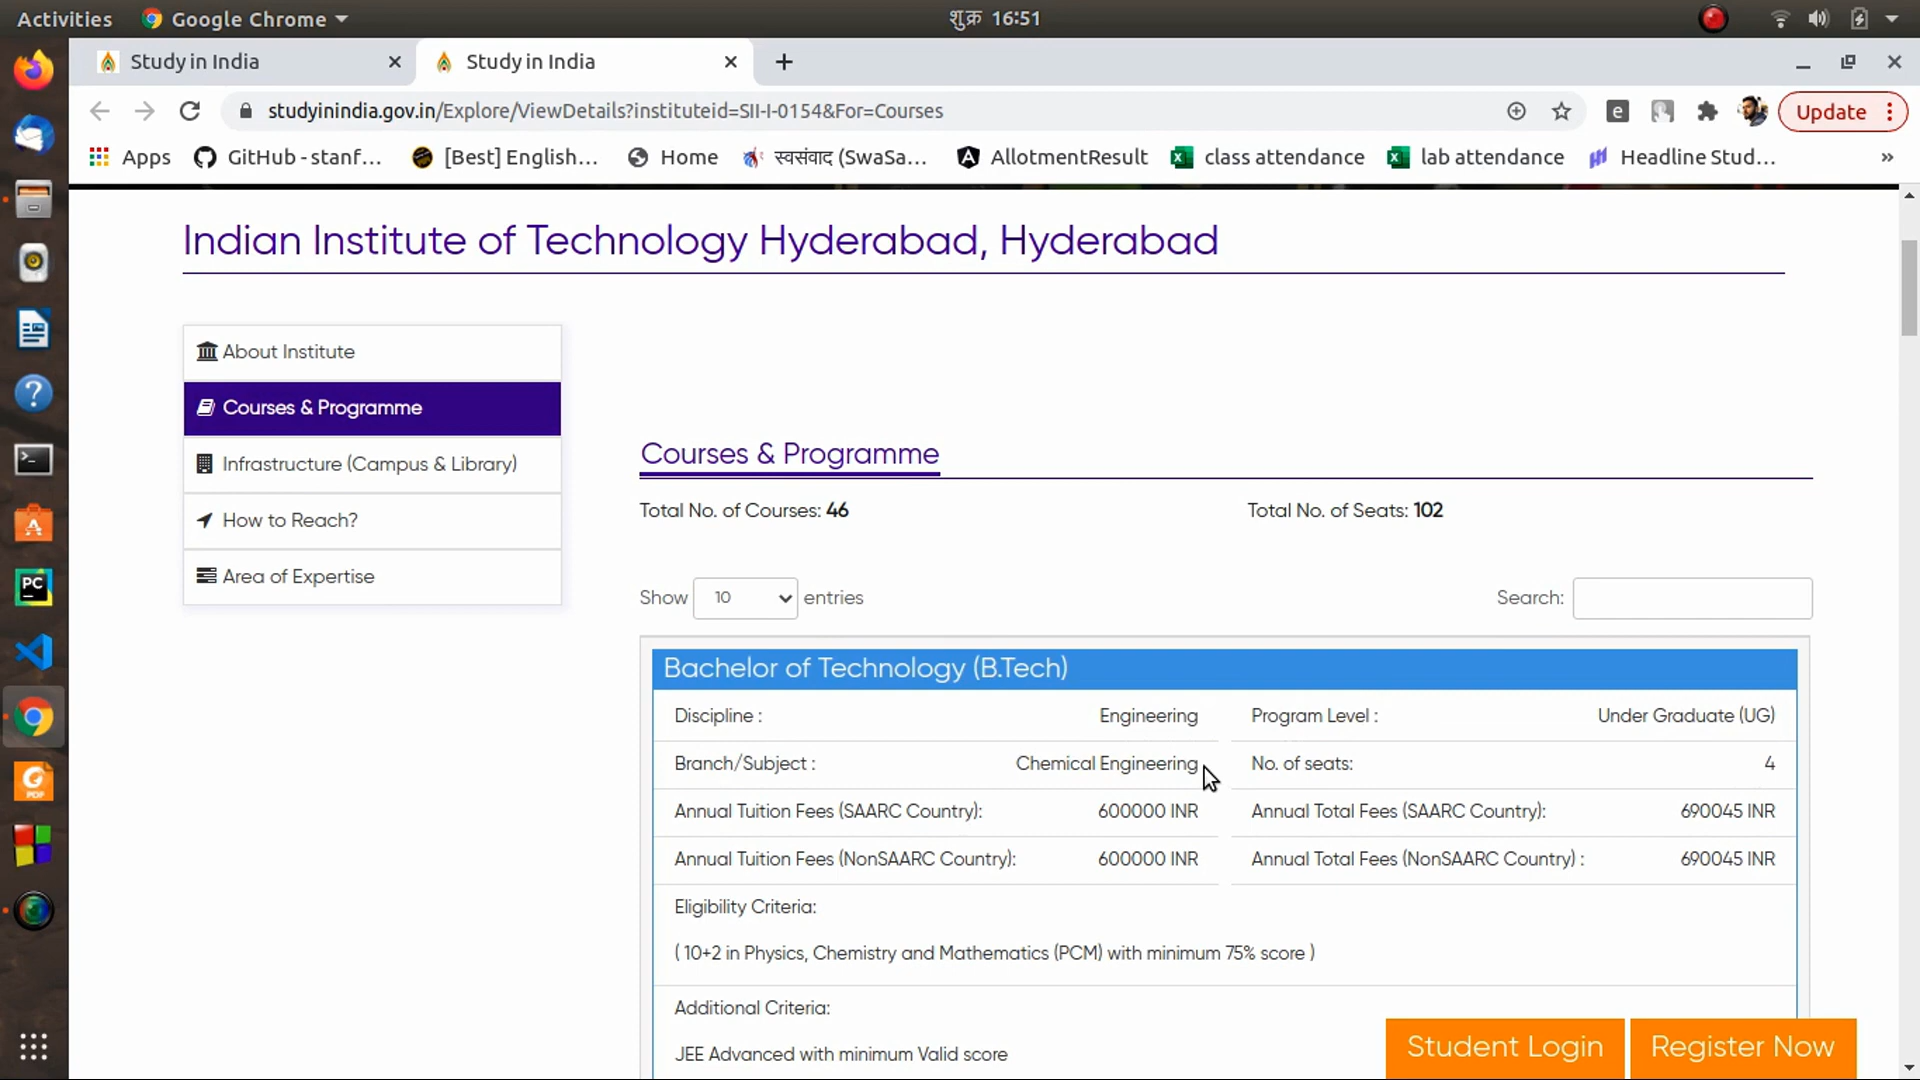 Activities
Google Chrome
शुक्र 16:51
Study in India
Study in India
studyinindia.gov.in/Explore/ViewDetails?instituteid=SII-I-0154&For=Courses
Update
Apps
GitHub - stanf...
[Best] English...
Home
स्वसंवाद (SwaSa...
AllotmentResult
class attendance
lab attendance
Headline Stud...
Indian Institute of Technology Hyderabad, Hyderabad
About Institute
Courses & Programme
Infrastructure (Campus & Library)
How to Reach?
Area of Expertise
Courses & Programme
Total No. of Courses: 46
Total No. of Seats: 102
Show 10 entries
Search:
Bachelor of Technology (B.Tech)
Discipline : Engineering
Program Level : Under Graduate (UG)
Branch/Subject : Chemical Engineering
No. of seats: 4
Annual Tuition Fees (SAARC Country): 600000 INR
Annual Total Fees (SAARC Country): 690045 INR
Annual Tuition Fees (NonSAARC Country): 600000 INR
Annual Total Fees (NonSAARC Country) : 690045 INR
Eligibility Criteria:
( 10+2 in Physics, Chemistry and Mathematics (PCM) with minimum 75% score )
Additional Criteria:
JEE Advanced with minimum Valid score
Student Login
Register Now